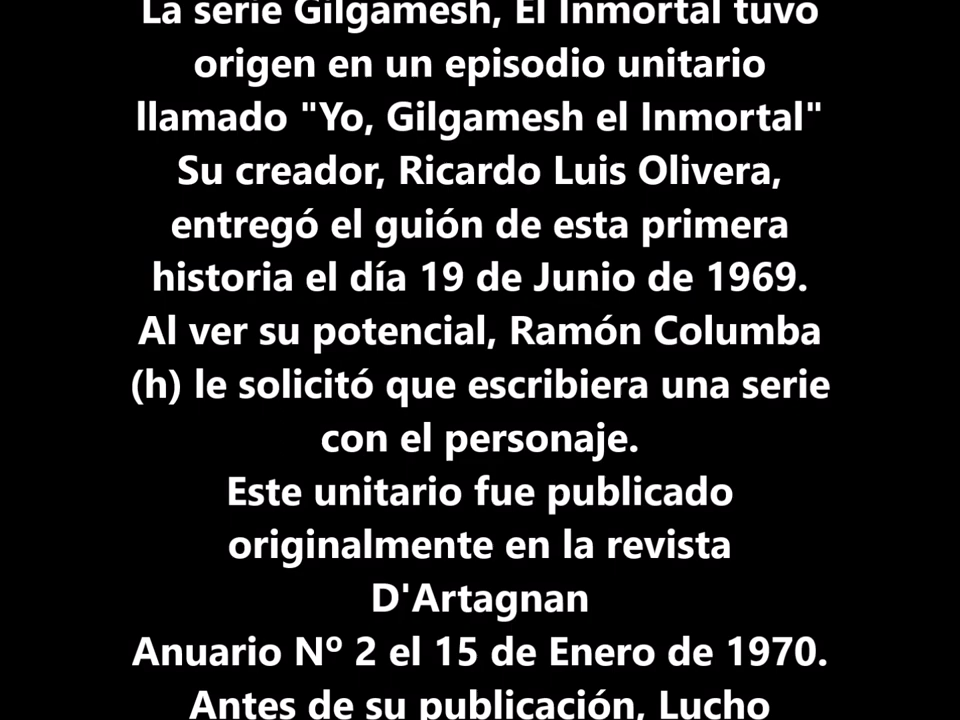 La serie Gilgamesh, El Inmortal tuvo
origen en un episodio unitario
llamado "Yo, Gilgamesh el Inmortal"
Su creador, Ricardo Luis Olivera,
entregó el guión de esta primera
historia el día 19 de Junio de 1969.
Al ver su potencial, Ramón Columba
(h) le solicitó que escribiera una serie
con el personaje.
Este unitario fue publicado
originalmente en la revista
D'Artagnan
Anuario Nº 2 el 15 de Enero de 1970.
Antes de su publicación, Lucho